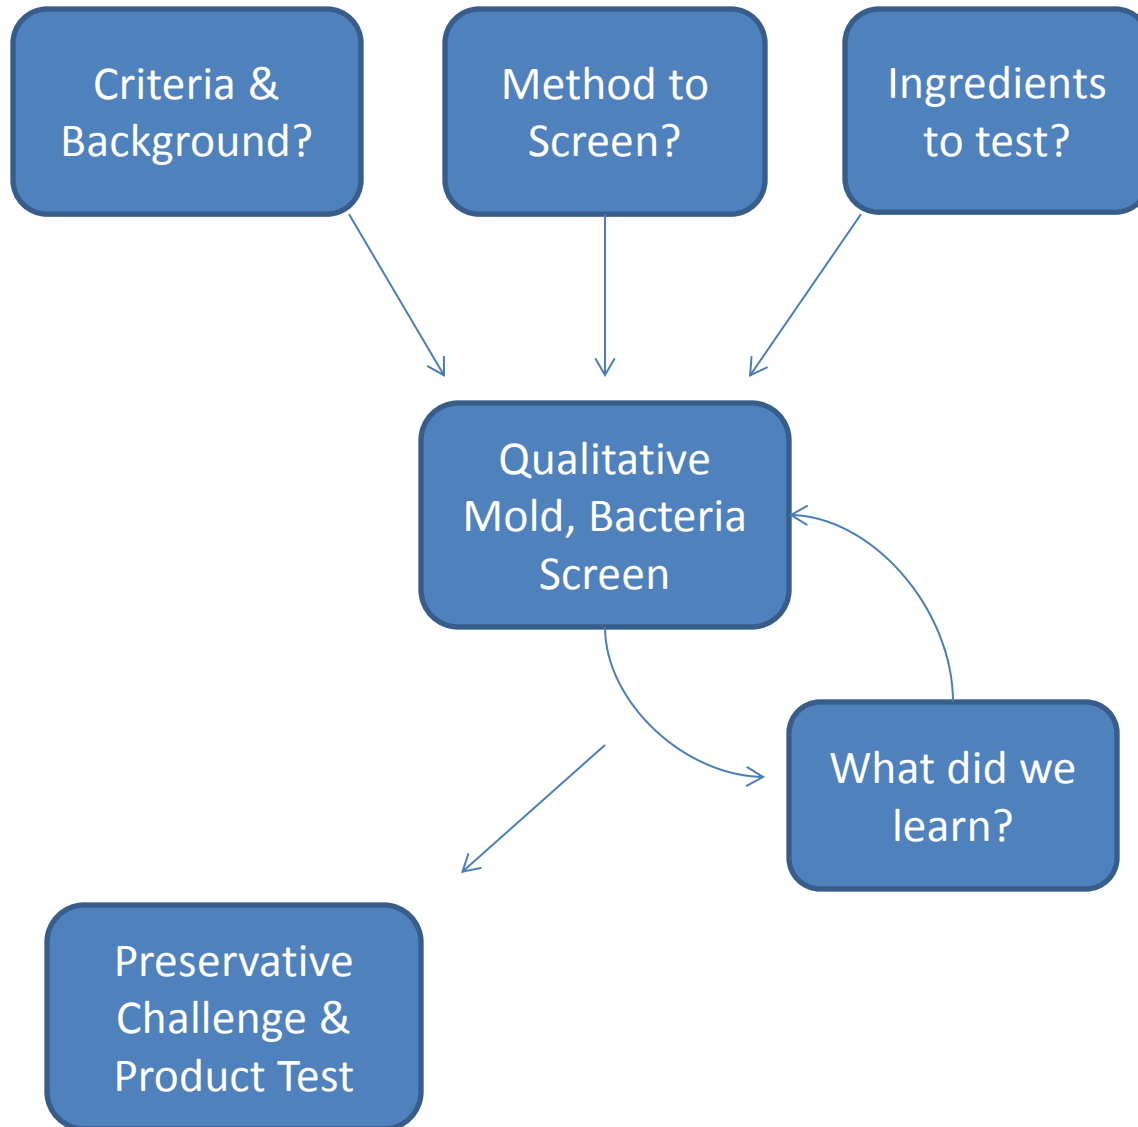 Criteria &
Background?
Method to
Screen?
Ingredients
to test?
Qualitative
Mold, Bacteria
Screen
What did we
learn?
Preservative
Challenge &
Product Test